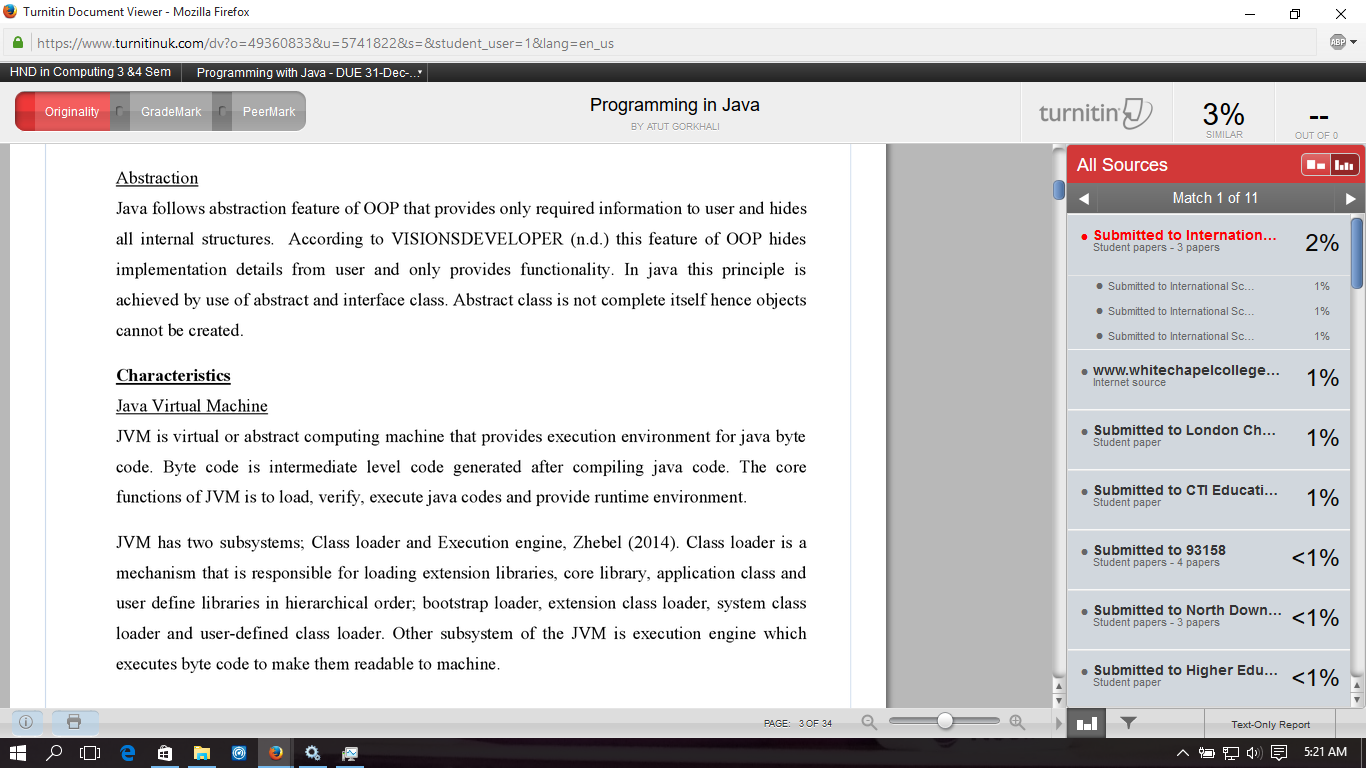 Turnitin Document Viewer - Mozilla Firefox
https://www.turnitinuk.com/dv?o=49360833&u=5741822&s=&student_user=1&lang=en_us
ABP
HND in Computing 3 &4 Sem
Programming with Java - DUE 31-Dec-...
Originality
GradeMark
PeerMark
Programming in Java
BY ATUT GORKHALI
turnitin
3%
SIMILAR
--
OUT OF 0
Abstraction
Java follows abstraction feature of OOP that provides only required information to user and hides
all internal structures.  According to VISIONSDEVELOPER (n.d.) this feature of OOP hides
implementation details from user and only provides functionality. In java this principle is
achieved by use of abstract and interface class. Abstract class is not complete itself hence objects
cannot be created.
Characteristics
Java Virtual Machine
JVM is virtual or abstract computing machine that provides execution environment for java byte
code. Byte code is intermediate level code generated after compiling java code. The core
functions of JVM is to load, verify, execute java codes and provide runtime environment.
JVM has two subsystems; Class loader and Execution engine, Zhebel (2014). Class loader is a
mechanism that is responsible for loading extension libraries, core library, application class and
user define libraries in hierarchical order; bootstrap loader, extension class loader, system class
loader and user-defined class loader. Other subsystem of the JVM is execution engine which
executes byte code to make them readable to machine.
All Sources
Match 1 of 11
Submitted to Internation...
Student papers - 3 papers
2%
Submitted to International Sc...
1%
Submitted to International Sc...
1%
Submitted to International Sc...
1%
www.whitechapelcollege...
Internet source
1%
Submitted to London Ch...
Student paper
1%
Submitted to CTI Educati...
Student paper
1%
Submitted to 93158
Student papers - 4 papers
<1%
Submitted to North Down...
Student papers - 3 papers
<1%
Submitted to Higher Edu...
Student paper
<1%
PAGE: 3 OF 34
Text-Only Report
5:21 AM